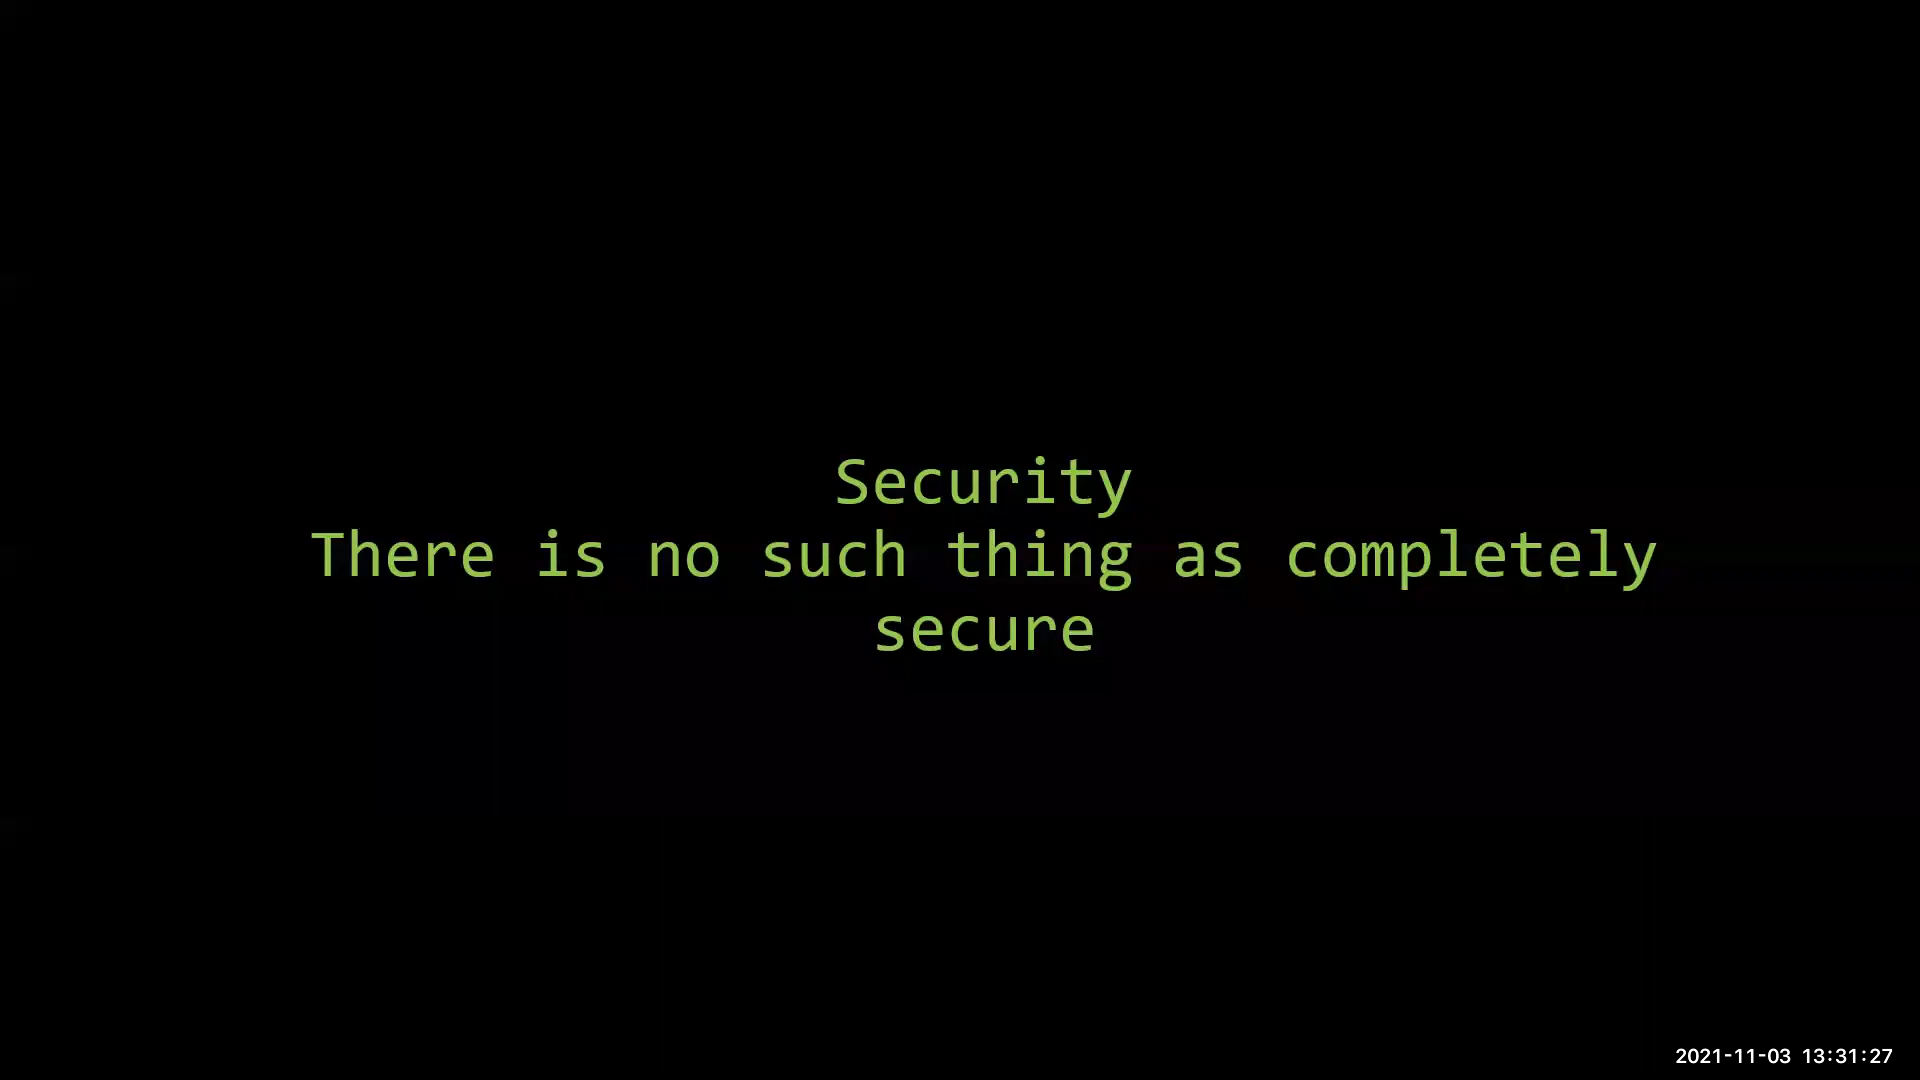 Security
There is no such thing as completely
secure
2021-11-03 13:31:27